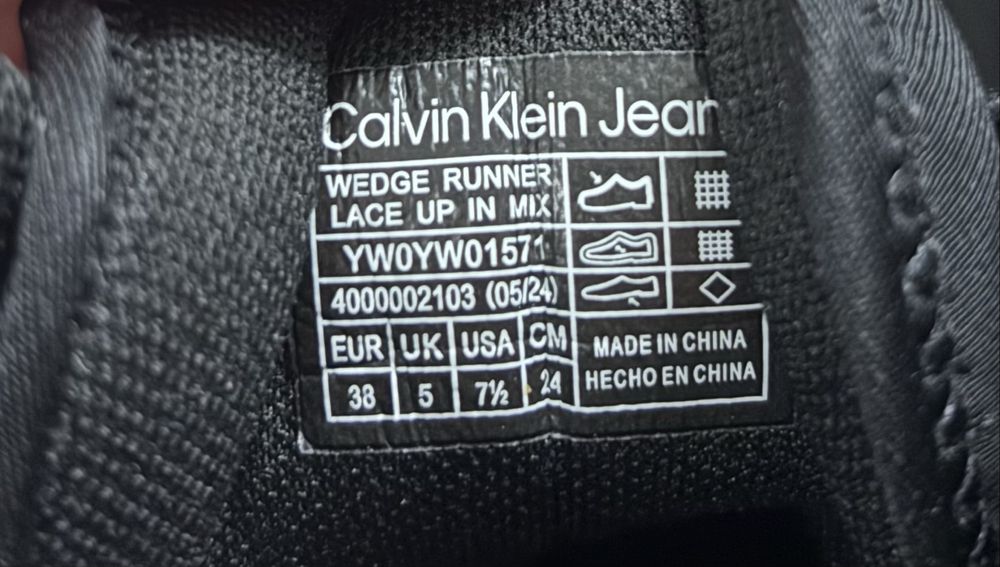 Calvin Klein Jean
WEDGE RUNNER
LACE UP IN MIX
YW0YW01571
4000002103 (05/24)
EUR UK USA CM
38 5 7½ 24
MADE IN CHINA
HECHO EN CHINA